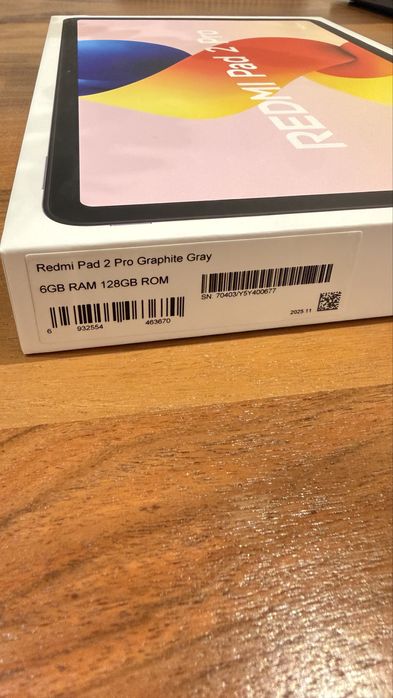 REDMI Pad 2 Pro
Redmi Pad 2 Pro Graphite Gray
6GB RAM 128GB ROM
SN: 70403/Y5Y400677
6 932554 463670
2025.11